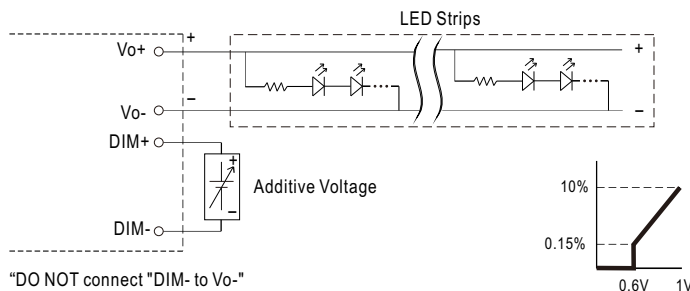 LED Strips
Vo+
+
+
Vo-
−
−
DIM+
+
Additive Voltage
−
DIM-
10%
0.15%
0.6V
1V
“DO NOT connect "DIM- to Vo-"